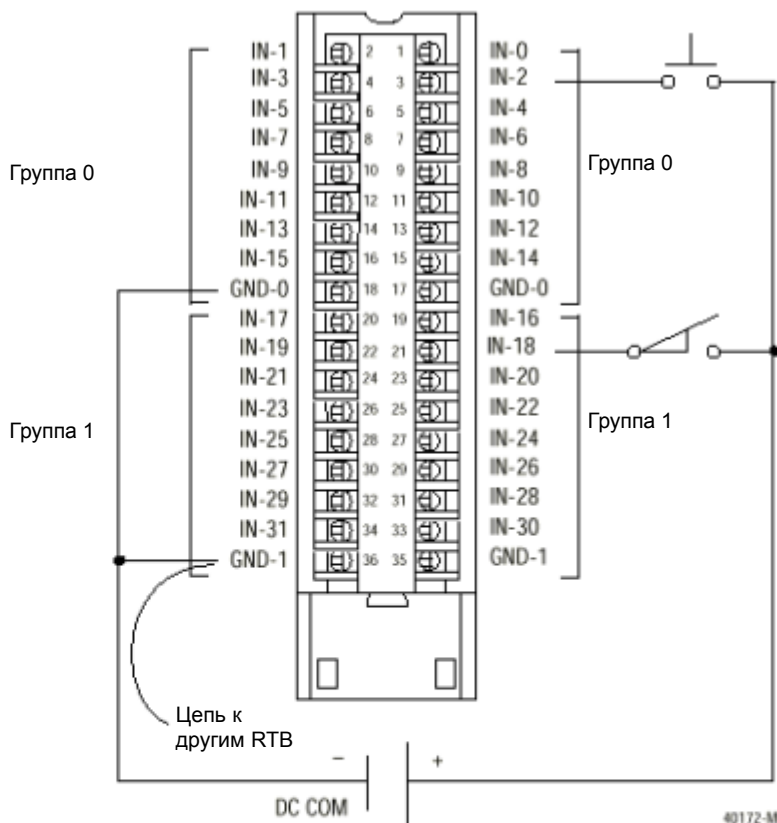 IN-1 2 1 IN-0
IN-3 4 3 IN-2
IN-5 6 5 IN-4
IN-7 8 7 IN-6
IN-9 10 9 IN-8
IN-11 12 11 IN-10
IN-13 14 13 IN-12
IN-15 16 15 IN-14
GND-0 18 17 GND-0
Группа 0
Группа 0
IN-17 20 19 IN-16
IN-19 22 21 IN-18
IN-21 24 23 IN-20
IN-23 26 25 IN-22
IN-25 28 27 IN-24
IN-27 30 29 IN-26
IN-29 32 31 IN-28
IN-31 34 33 IN-30
GND-1 36 35 GND-1
Группа 1
Группа 1
Цепь к
другим RTB
– +
DC COM
40172-M